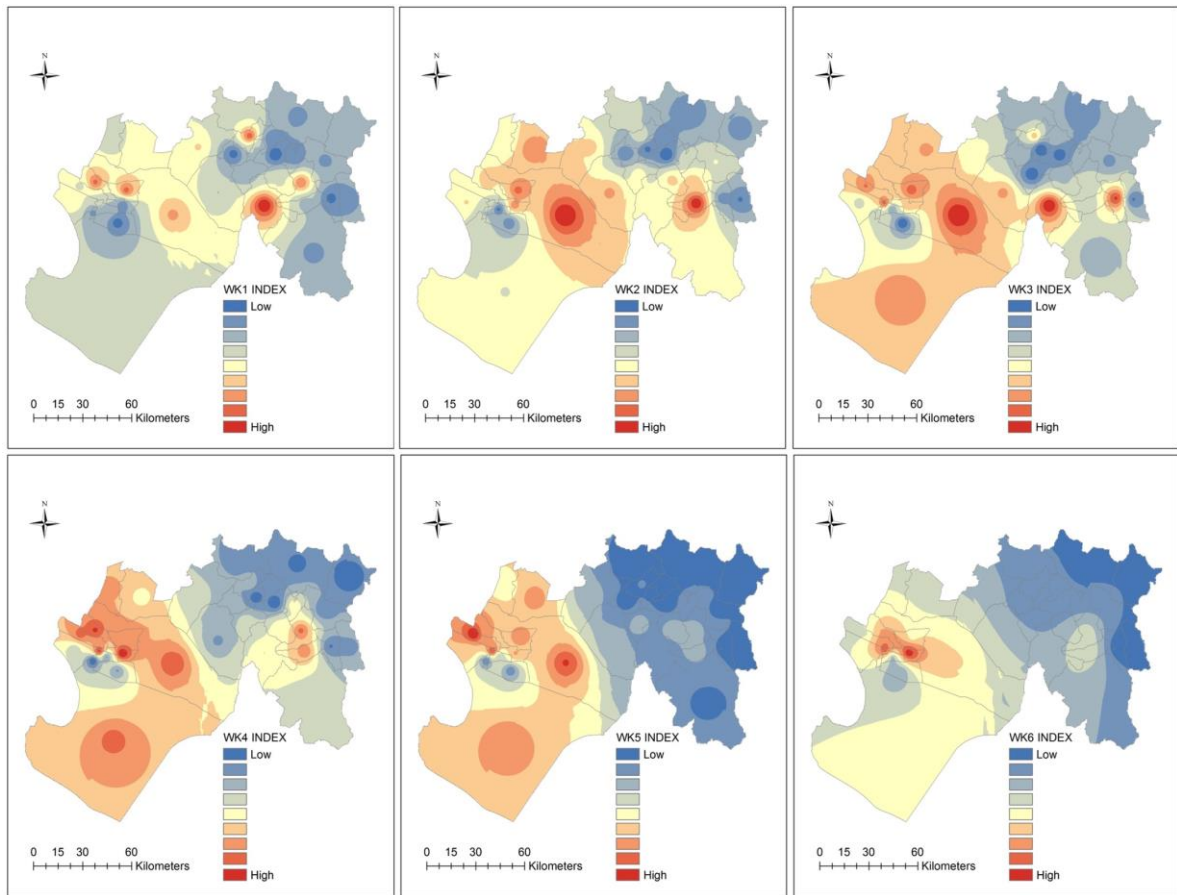 N
WK1 INDEX
Low
High
0 15 30 60
Kilometers
N
WK2 INDEX
Low
High
0 15 30 60
Kilometers
N
WK3 INDEX
Low
High
0 15 30 60
Kilometers
N
WK4 INDEX
Low
High
0 15 30 60
Kilometers
N
WK5 INDEX
Low
High
0 15 30 60
Kilometers
N
WK6 INDEX
Low
High
0 15 30 60
Kilometers